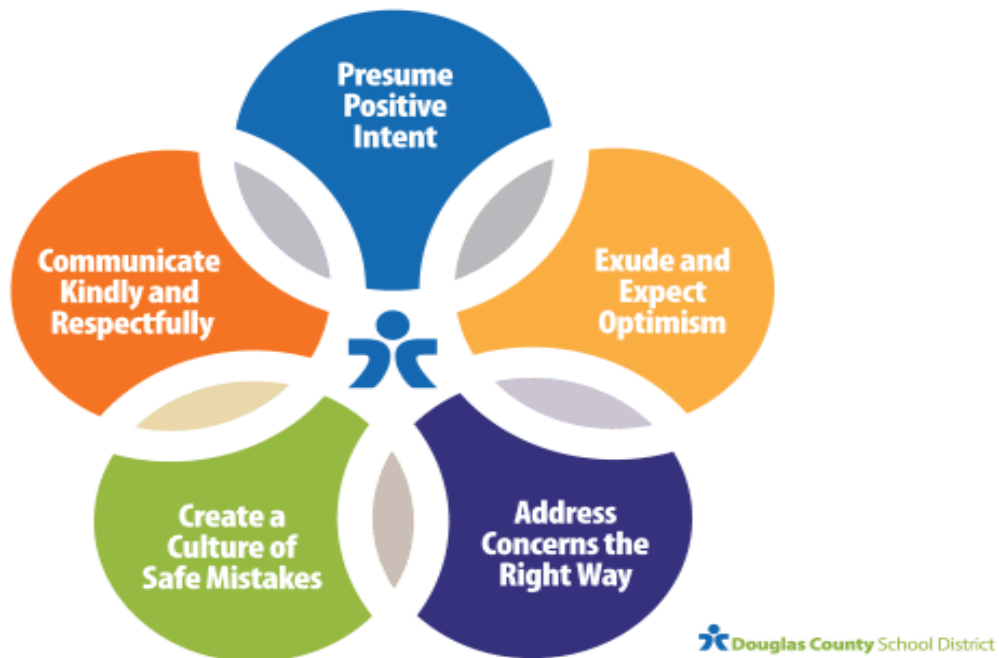 Presume
Positive
Intent
Communicate
Kindly and
Respectfully
Exude and
Expect
Optimism
Create a
Culture of
Safe Mistakes
Address
Concerns the
Right Way
Douglas County School District